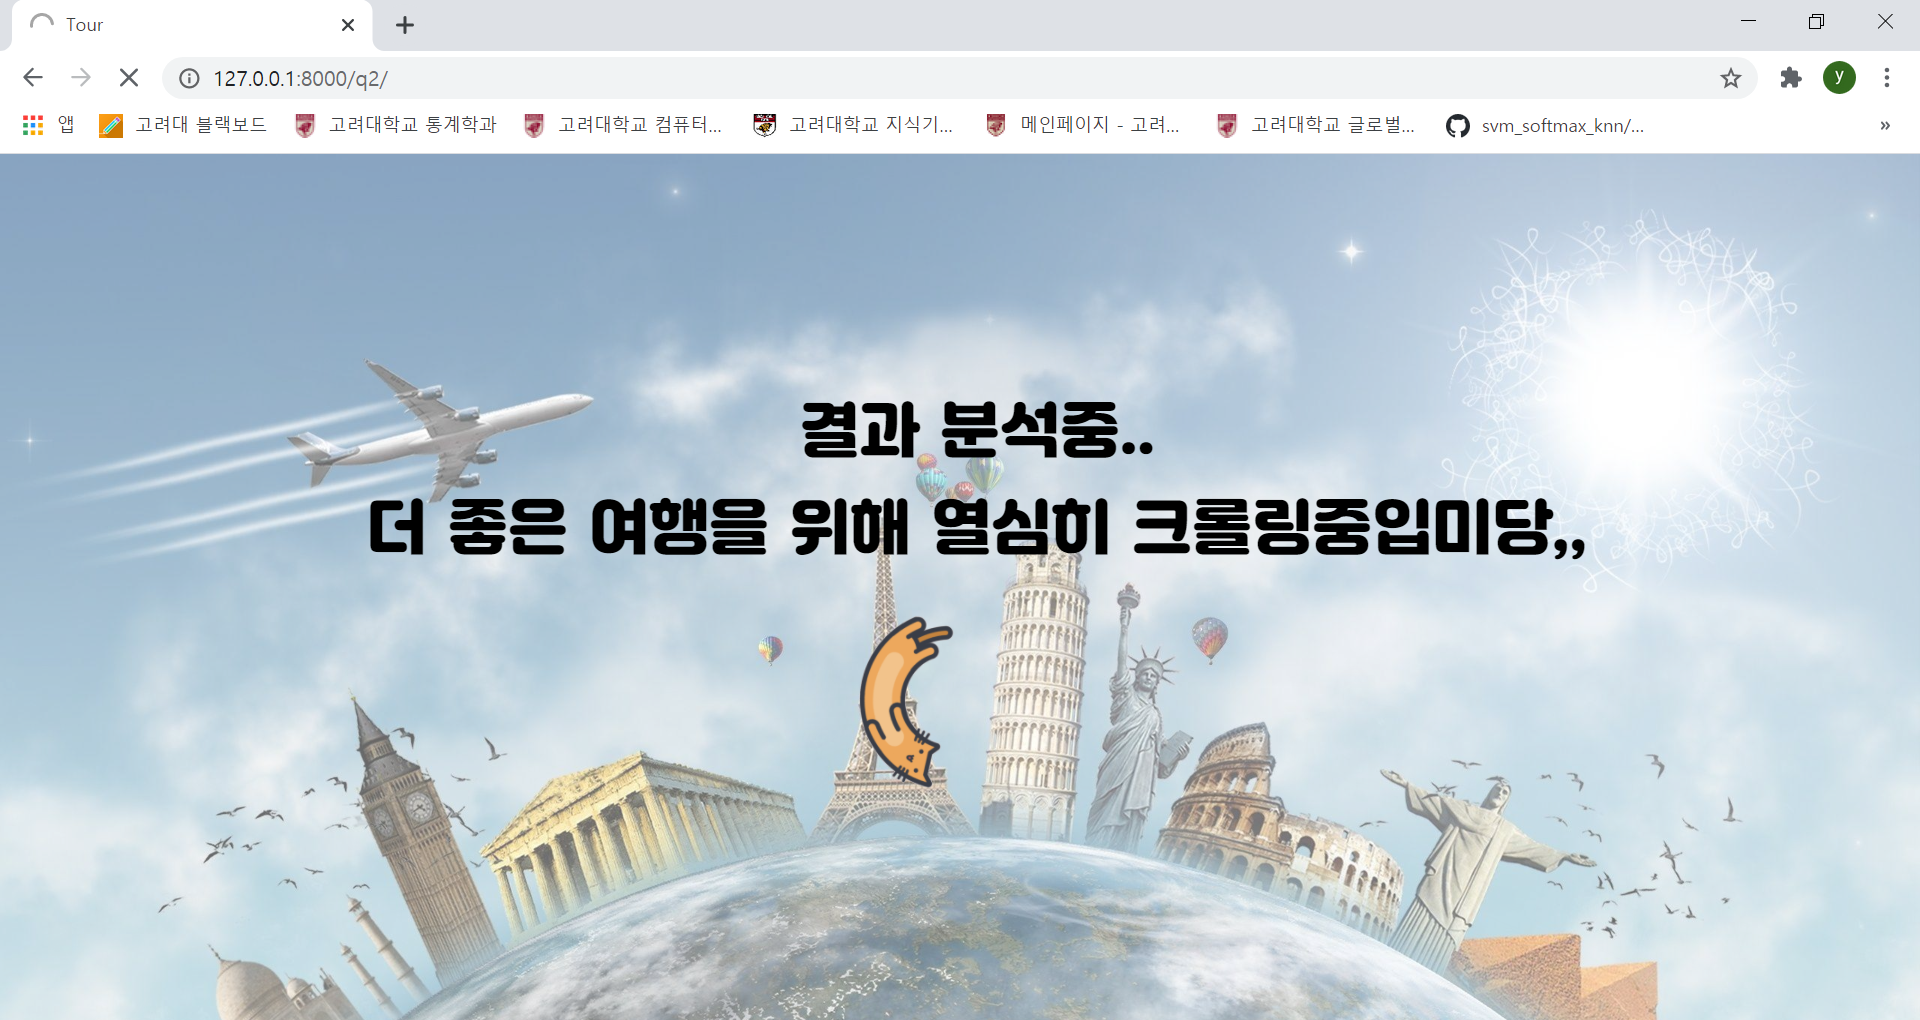 Tour
127.0.0.1:8000/q2/
y
앱
고려대 블랙보드
고려대학교 통계학과
고려대학교 컴퓨터...
고려대학교 지식기...
메인페이지 - 고려...
고려대학교 글로벌...
svm_softmax_knn/...
»
결과 분석중..
더 좋은 여행을 위해 열심히 크롤링중입미당,,